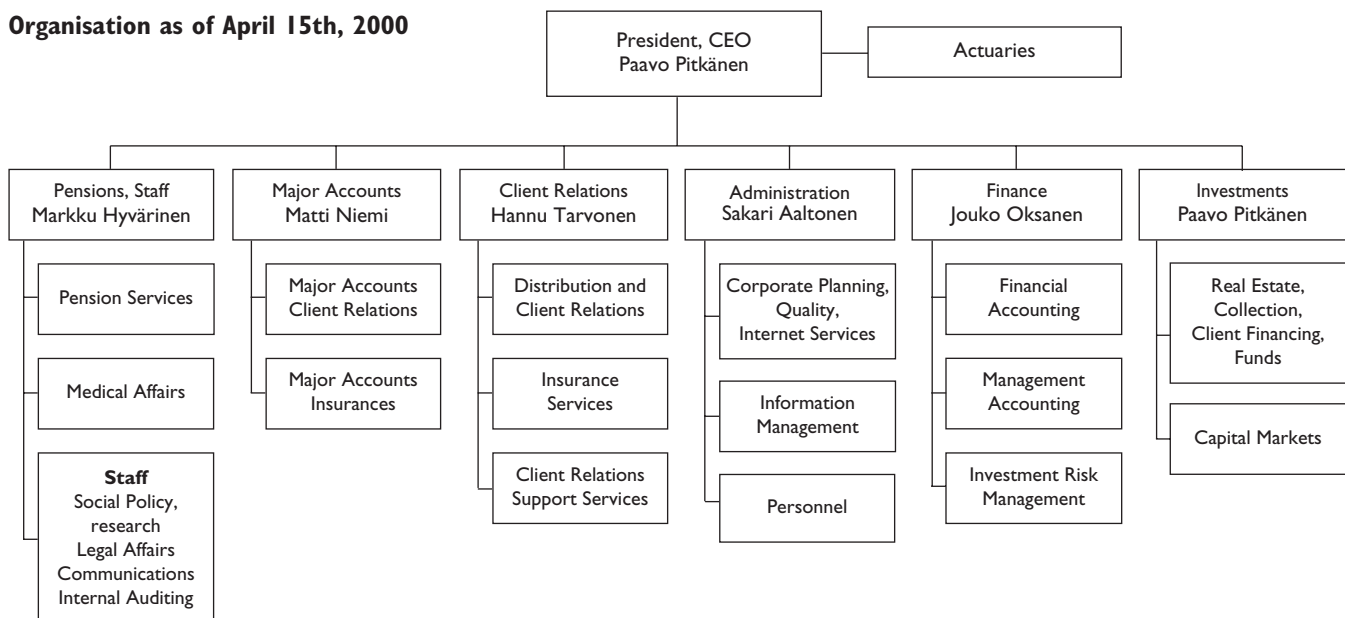 Organisation as of April 15th, 2000
President, CEO
Paavo Pitkänen
Actuaries
Pensions, Staff
Markku Hyvärinen
Pension Services
Medical Affairs
Staff
Social Policy,
research
Legal Affairs
Communications
Internal Auditing
Major Accounts
Matti Niemi
Major Accounts
Client Relations
Major Accounts
Insurances
Client Relations
Hannu Tarvonen
Distribution and
Client Relations
Insurance
Services
Client Relations
Support Services
Administration
Sakari Aaltonen
Corporate Planning,
Quality,
Internet Services
Information
Management
Personnel
Finance
Jouko Oksanen
Financial
Accounting
Management
Accounting
Investment Risk
Management
Investments
Paavo Pitkänen
Real Estate,
Collection,
Client Financing,
Funds
Capital Markets